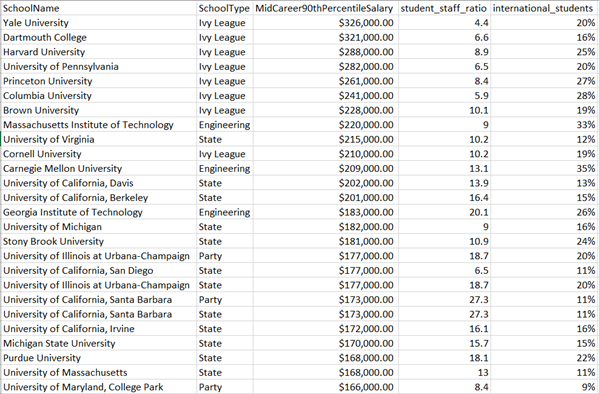 SchoolName SchoolType MidCareer90thPercentileSalary student_staff_ratio international_students
Yale University Ivy League $326,000.00 4.4 20%
Dartmouth College Ivy League $321,000.00 6.6 16%
Harvard University Ivy League $288,000.00 8.9 25%
University of Pennsylvania Ivy League $282,000.00 6.5 20%
Princeton University Ivy League $261,000.00 8.4 27%
Columbia University Ivy League $241,000.00 5.9 28%
Brown University Ivy League $228,000.00 10.1 19%
Massachusetts Institute of Technology Engineering $220,000.00 9 33%
University of Virginia State $215,000.00 10.2 12%
Cornell University Ivy League $210,000.00 10.2 19%
Carnegie Mellon University Engineering $209,000.00 13.1 35%
University of California, Davis State $202,000.00 13.9 13%
University of California, Berkeley State $201,000.00 16.4 15%
Georgia Institute of Technology Engineering $183,000.00 20.1 26%
University of Michigan State $182,000.00 9 16%
Stony Brook University State $181,000.00 10.9 24%
University of Illinois at Urbana-Champaign Party $177,000.00 18.7 20%
University of California, San Diego State $177,000.00 6.5 11%
University of Illinois at Urbana-Champaign State $177,000.00 18.7 20%
University of California, Santa Barbara Party $173,000.00 27.3 11%
University of California, Santa Barbara State $173,000.00 27.3 11%
University of California, Irvine State $172,000.00 16.1 16%
Michigan State University State $170,000.00 15.7 15%
Purdue University State $168,000.00 18.1 22%
University of Massachusetts State $168,000.00 13 11%
University of Maryland, College Park Party $166,000.00 8.4 9%